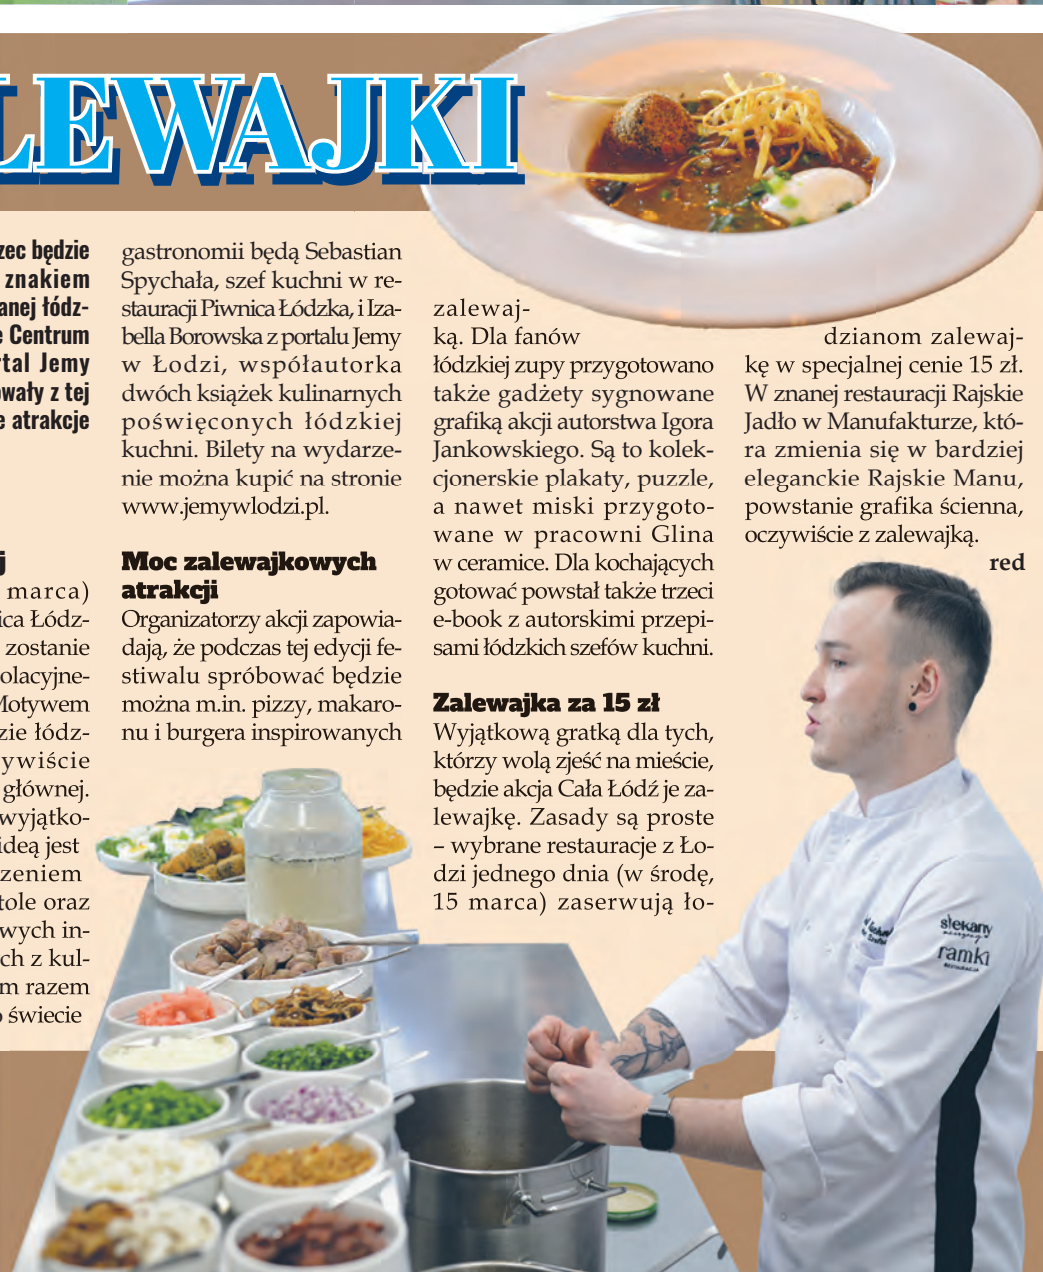 LEWAJKI
zec będzie
znakiem
anej łódz-
e Centrum
rtal Jemy
wały z tej
e atrakcje
j
marca)
ica Łódz-
zostanie
olacyjne-
Motywem
zie łódz-
ywiście
głównej.
wyjątko-
ideą jest
zeniem
tole oraz
wych in-
ch z kul-
m razem
o świecie
gastronomii będą Sebastian
Spychała, szef kuchni w re-
stauracji Piwnica Łódzka, i Iza-
bella Borowska z portalu Jemy
w Łodzi, współautorka
dwóch książek kulinarnych
poświęconych łódzkiej
kuchni. Bilety na wydarze-
nie można kupić na stronie
www.jemywlodzi.pl.
Moc zalewajkowych
atrakcji
Organizatorzy akcji zapowia-
dają, że podczas tej edycji fe-
stiwalu spróbować będzie
można m.in. pizzy, makaro-
nu i burgera inspirowanych
zalewaj-
ką. Dla fanów
łódzkiej zupy przygotowano
także gadżety sygnowane
grafiką akcji autorstwa Igora
Jankowskiego. Są to kolek-
cjonerskie plakaty, puzzle,
a nawet miski przygoto-
wane w pracowni Glina
w ceramice. Dla kochających
gotować powstał także trzeci
e-book z autorskimi przepi-
sami łódzkich szefów kuchni.
Zalewajka za 15 zł
Wyjątkową gratką dla tych,
którzy wolą zjeść na mieście,
będzie akcja Cała Łódź je za-
lewajkę. Zasady są proste
– wybrane restauracje z Ło-
dzi jednego dnia (w środę,
15 marca) zaserwują ło-
dzianom zalewaj-
kę w specjalnej cenie 15 zł.
W znanej restauracji Rajskie
Jadło w Manufakturze, któ-
ra zmienia się w bardziej
eleganckie Rajskie Manu,
powstanie grafika ścienna,
oczywiście z zalewajką.
red
siekany
ramki
RESTAURACJA